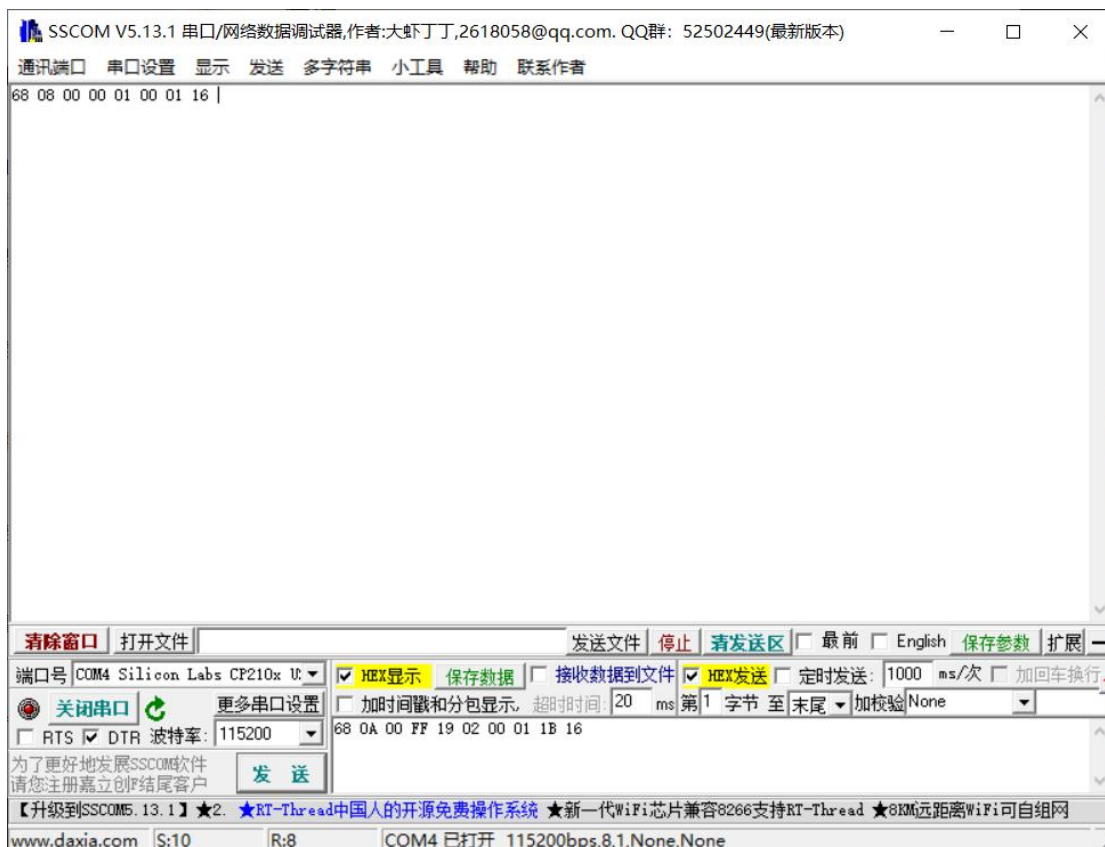 SSCOM V5.13.1 串口/网络数据调试器,作者:大虾丁丁,2618058@qq.com. QQ群: 52502449(最新版本)
通讯端口 串口设置 显示 发送 多字符串 小工具 帮助 联系作者
68 08 00 00 01 00 01 16
清除窗口 打开文件 发送文件 停止 清发送区 最前 English 保存参数 扩展 —
端口号 COM4 Silicon Labs CP210x U HEX显示 保存数据 接收数据到文件 HEX发送 定时发送: 1000 ms/次 加回车换行
关闭串口 更多串口设置 加时间戳和分包显示, 超时时间: 20 ms 第1 字节 至 末尾 加校验 None
RTS DTR 波特率: 115200 68 0A 00 FF 19 02 00 01 1B 16
为了更好地发展SSCOM软件
请您注册嘉立创F结尾客户 发 送
【升级到SSCOM5.13.1】★2. ★RT-Thread中国人的开源免费操作系统 ★新一代WiFi芯片兼容8266支持RT-Thread ★8KM远距离WiFi可自组网
www.daxia.com S:10 R:8 COM4 已打开 115200bps,8,1,None,None